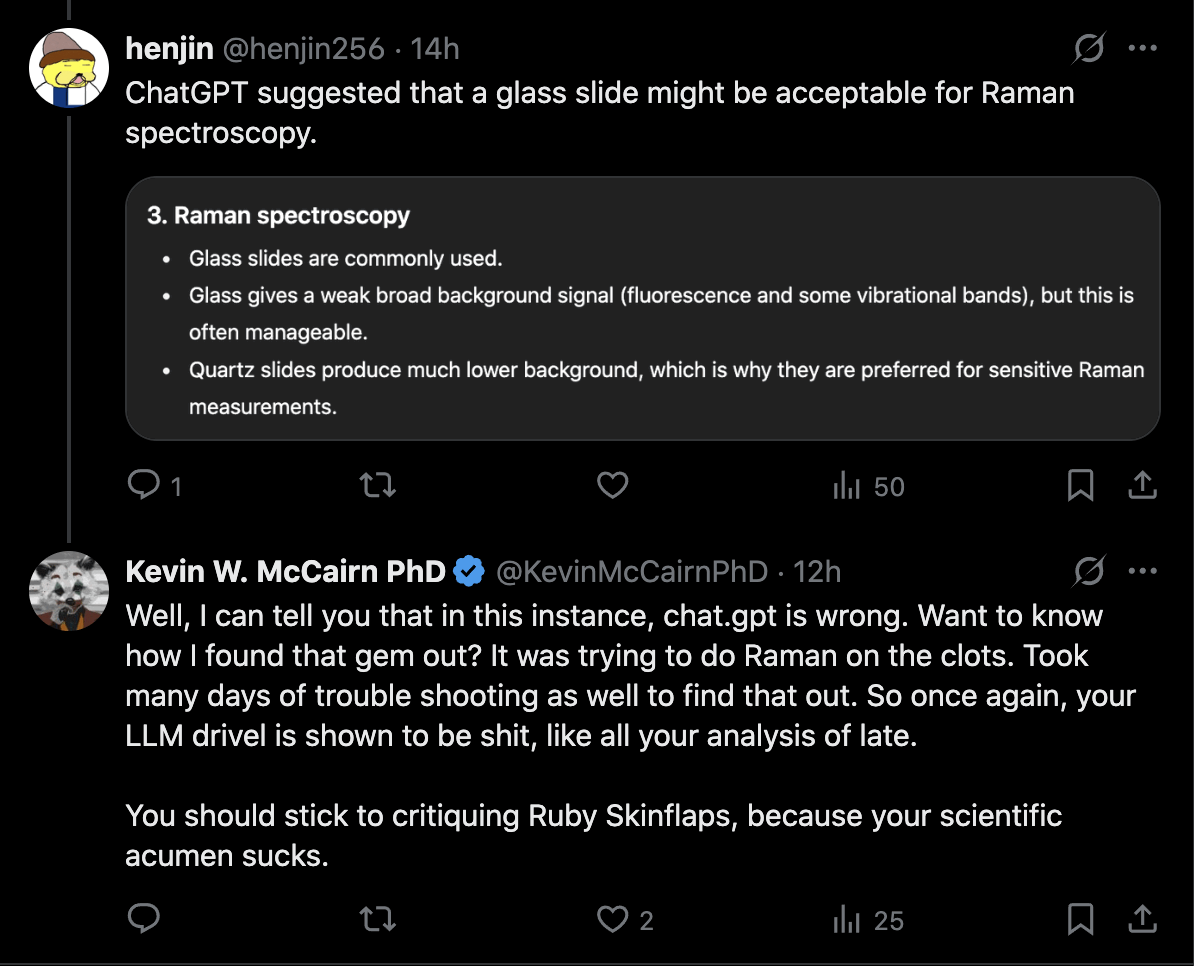 henjin @henjin256 · 14h
ChatGPT suggested that a glass slide might be acceptable for Raman
spectroscopy.
3. Raman spectroscopy
• Glass slides are commonly used.
• Glass gives a weak broad background signal (fluorescence and some vibrational bands), but this is
often manageable.
• Quartz slides produce much lower background, which is why they are preferred for sensitive Raman
measurements.
1 50
Kevin W. McCairn PhD @KevinMcCairnPhD · 12h
Well, I can tell you that in this instance, chat.gpt is wrong. Want to know
how I found that gem out? It was trying to do Raman on the clots. Took
many days of trouble shooting as well to find that out. So once again, your
LLM drivel is shown to be shit, like all your analysis of late.
You should stick to critiquing Ruby Skinflaps, because your scientific
acumen sucks.
2 25